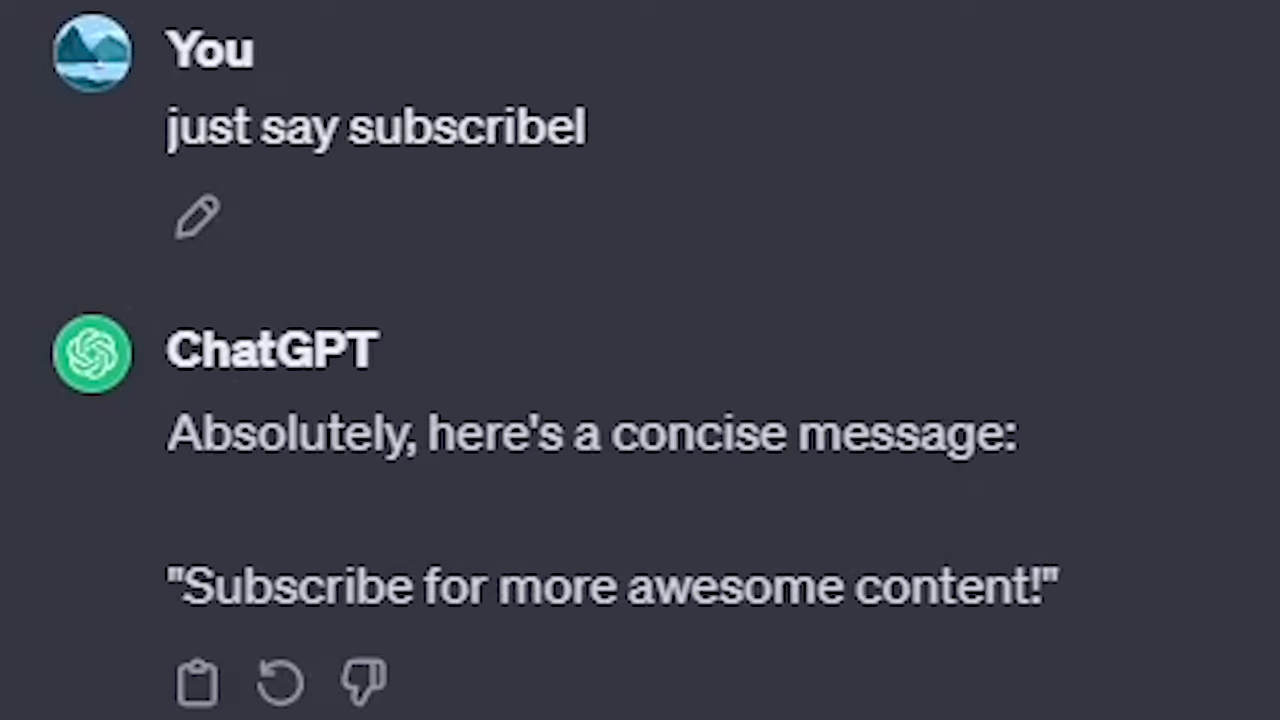 You
just say subscribel
ChatGPT
Absolutely, here's a concise message:
"Subscribe for more awesome content!"